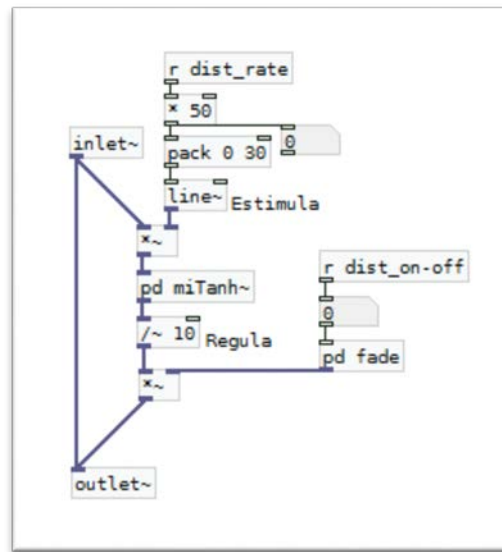 r dist_rate
* 50
inlet~
0
pack 0 30
line~ Estimula
*~
r dist_on-off
pd miTanh~
0
/~ 10 Regula
pd fade
*~
outlet~